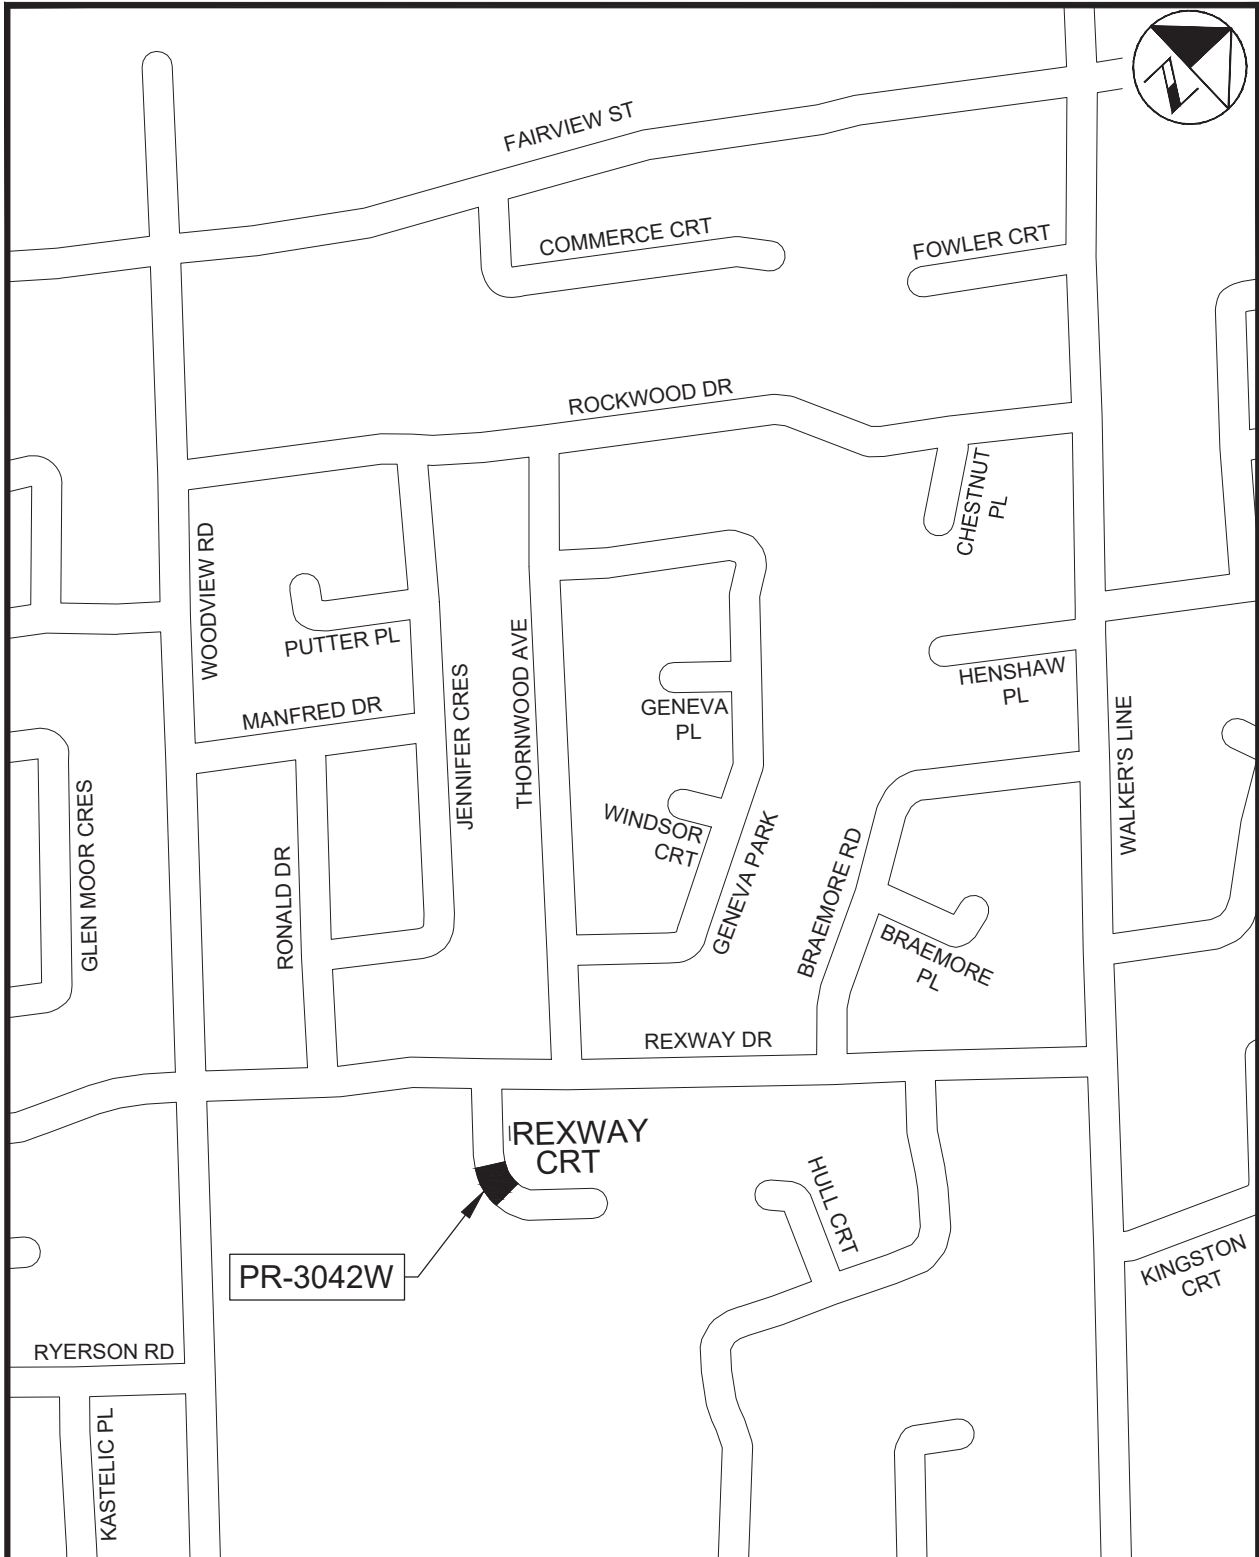 FAIRVIEW ST
COMMERCE CRT
FOWLER CRT
ROCKWOOD DR
CHESTNUT
PL
WOODVIEW RD
PUTTER PL
MANFRED DR
JENNIFER CRES
THORNWOOD AVE
GENEVA
PL
HENSHAW
PL
WALKER'S LINE
GLEN MOOR CRES
RONALD DR
WINDSOR
CRT
GENEVA PARK
BRAEMORE RD
BRAEMORE
PL
REXWAY DR
REXWAY
CRT
HULL CRT
PR-3042W
KINGSTON
CRT
RYERSON RD
KASTELIC PL